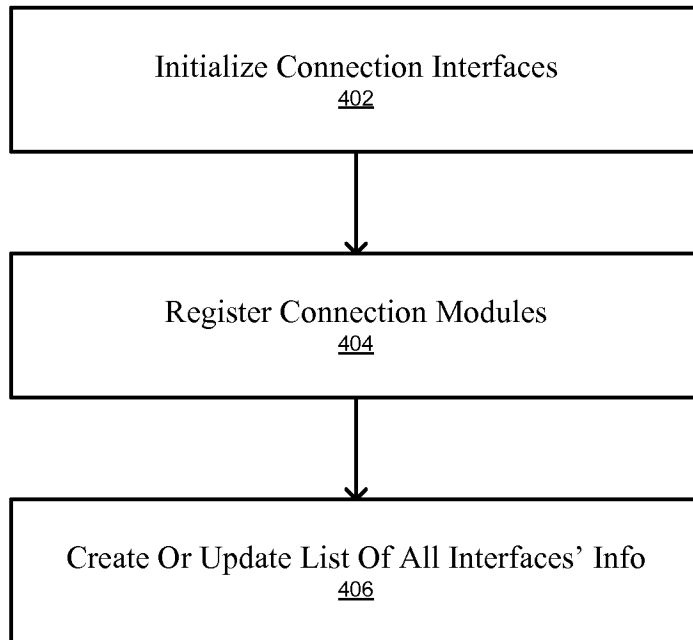 Initialize Connection Interfaces
402
Register Connection Modules
404
Create Or Update List Of All Interfaces’ Info
406